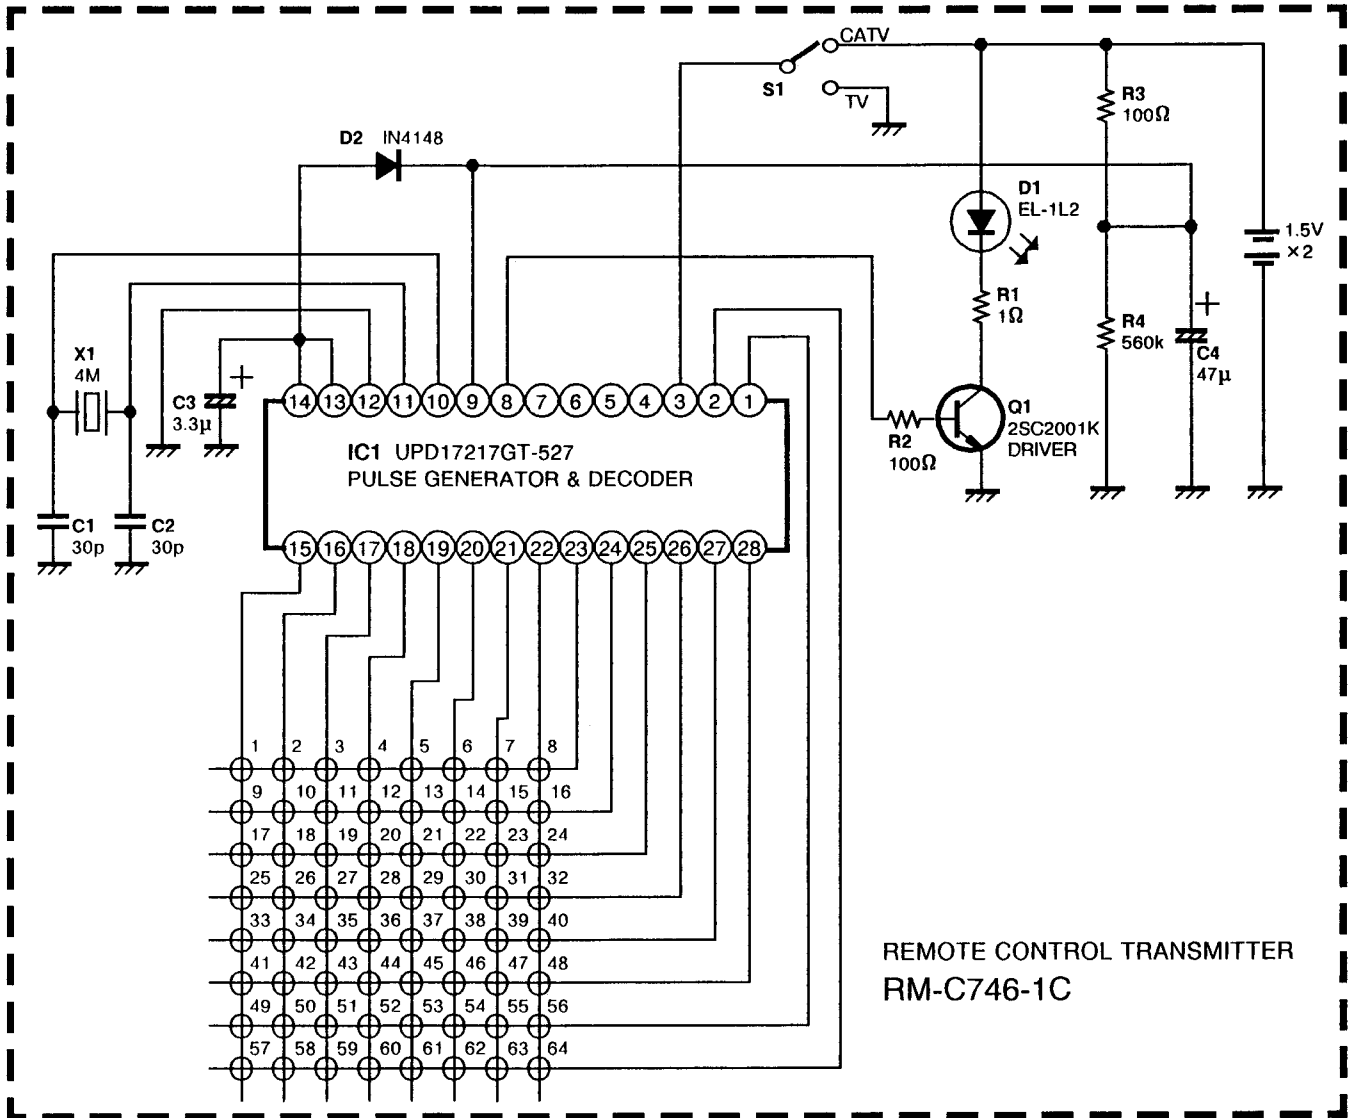 CATV
S1
TV
R3
100Ω
D2 IN4148
D1
EL-1L2
1.5V
×2
R1
1Ω
+
R4
560k
C4
47μ
X1
4M
+
C3
3.3μ
14 13 12 11 10 9 8 7 6 5 4 3 2 1
R2
100Ω
Q1
2SC2001K
DRIVER
IC1 UPD17217GT-527
PULSE GENERATOR & DECODER
C1
30p
C2
30p
15 16 17 18 19 20 21 22 23 24 25 26 27 28
1 2 3 4 5 6 7 8
9 10 11 12 13 14 15 16
17 18 19 20 21 22 23 24
25 26 27 28 29 30 31 32
33 34 35 36 37 38 39 40
41 42 43 44 45 46 47 48
49 50 51 52 53 54 55 56
57 58 59 60 61 62 63 64
REMOTE CONTROL TRANSMITTER
RM-C746-1C